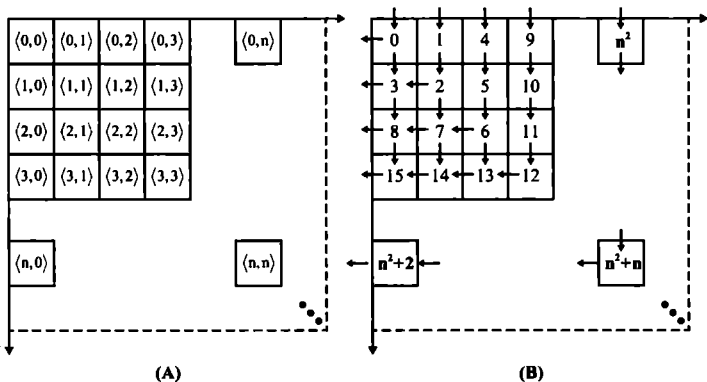 ⟨0,0⟩ ⟨0,1⟩ ⟨0,2⟩ ⟨0,3⟩ ⟨0,n⟩
⟨1,0⟩ ⟨1,1⟩ ⟨1,2⟩ ⟨1,3⟩
⟨2,0⟩ ⟨2,1⟩ ⟨2,2⟩ ⟨2,3⟩
⟨3,0⟩ ⟨3,1⟩ ⟨3,2⟩ ⟨3,3⟩
⟨n,0⟩ ⟨n,n⟩
(A)
0 1 4 9 n²
3 2 5 10
8 7 6 11
15 14 13 12
n²+2 n²+n
(B)